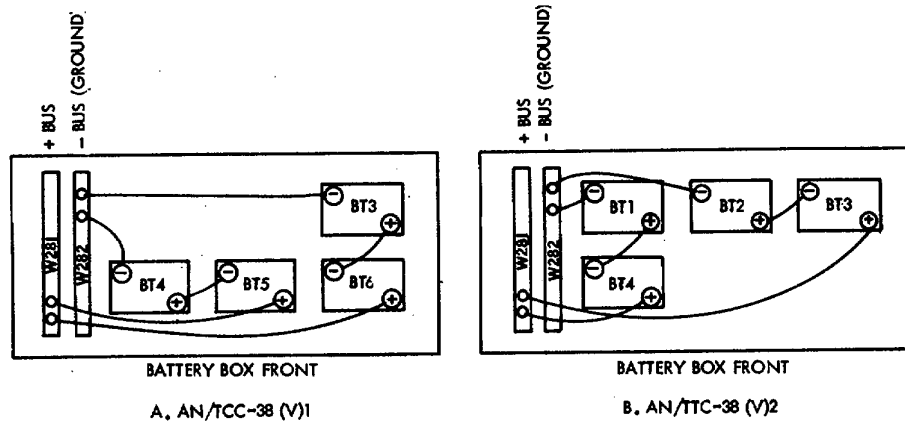 + BUS
- BUS (GROUND)
W281
W282
- BT3 +
- BT4 +
- BT5 +
- BT6 +
BATTERY BOX FRONT
A. AN/TCC-38 (V)1
+ BUS
- BUS (GROUND)
W281
W282
- BT1 +
- BT2 +
- BT3 +
- BT4 +
BATTERY BOX FRONT
B. AN/TTC-38 (V)2